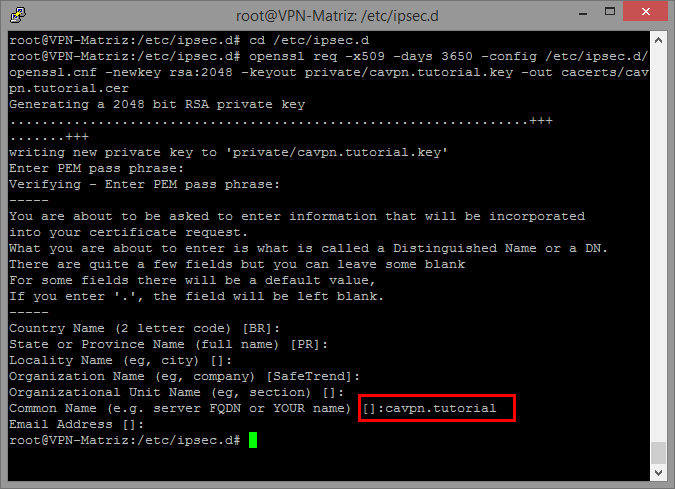 root@VPN-Matriz: /etc/ipsec.d
root@VPN-Matriz:/etc/ipsec.d# cd /etc/ipsec.d
root@VPN-Matriz:/etc/ipsec.d# openssl req -x509 -days 3650 -config /etc/ipsec.d/
openssl.cnf -newkey rsa:2048 -keyout private/cavpn.tutorial.key -out cacerts/cav
pn.tutorial.cer
Generating a 2048 bit RSA private key
.................................................................+++
.......+++
writing new private key to 'private/cavpn.tutorial.key'
Enter PEM pass phrase:
Verifying - Enter PEM pass phrase:
-----
You are about to be asked to enter information that will be incorporated
into your certificate request.
What you are about to enter is what is called a Distinguished Name or a DN.
There are quite a few fields but you can leave some blank
For some fields there will be a default value,
If you enter '.', the field will be left blank.
-----
Country Name (2 letter code) [BR]:
State or Province Name (full name) [PR]:
Locality Name (eg, city) []:
Organization Name (eg, company) [SafeTrend]:
Organizational Unit Name (eg, section) []:
Common Name (e.g. server FQDN or YOUR name) []:cavpn.tutorial
Email Address []:
root@VPN-Matriz:/etc/ipsec.d#